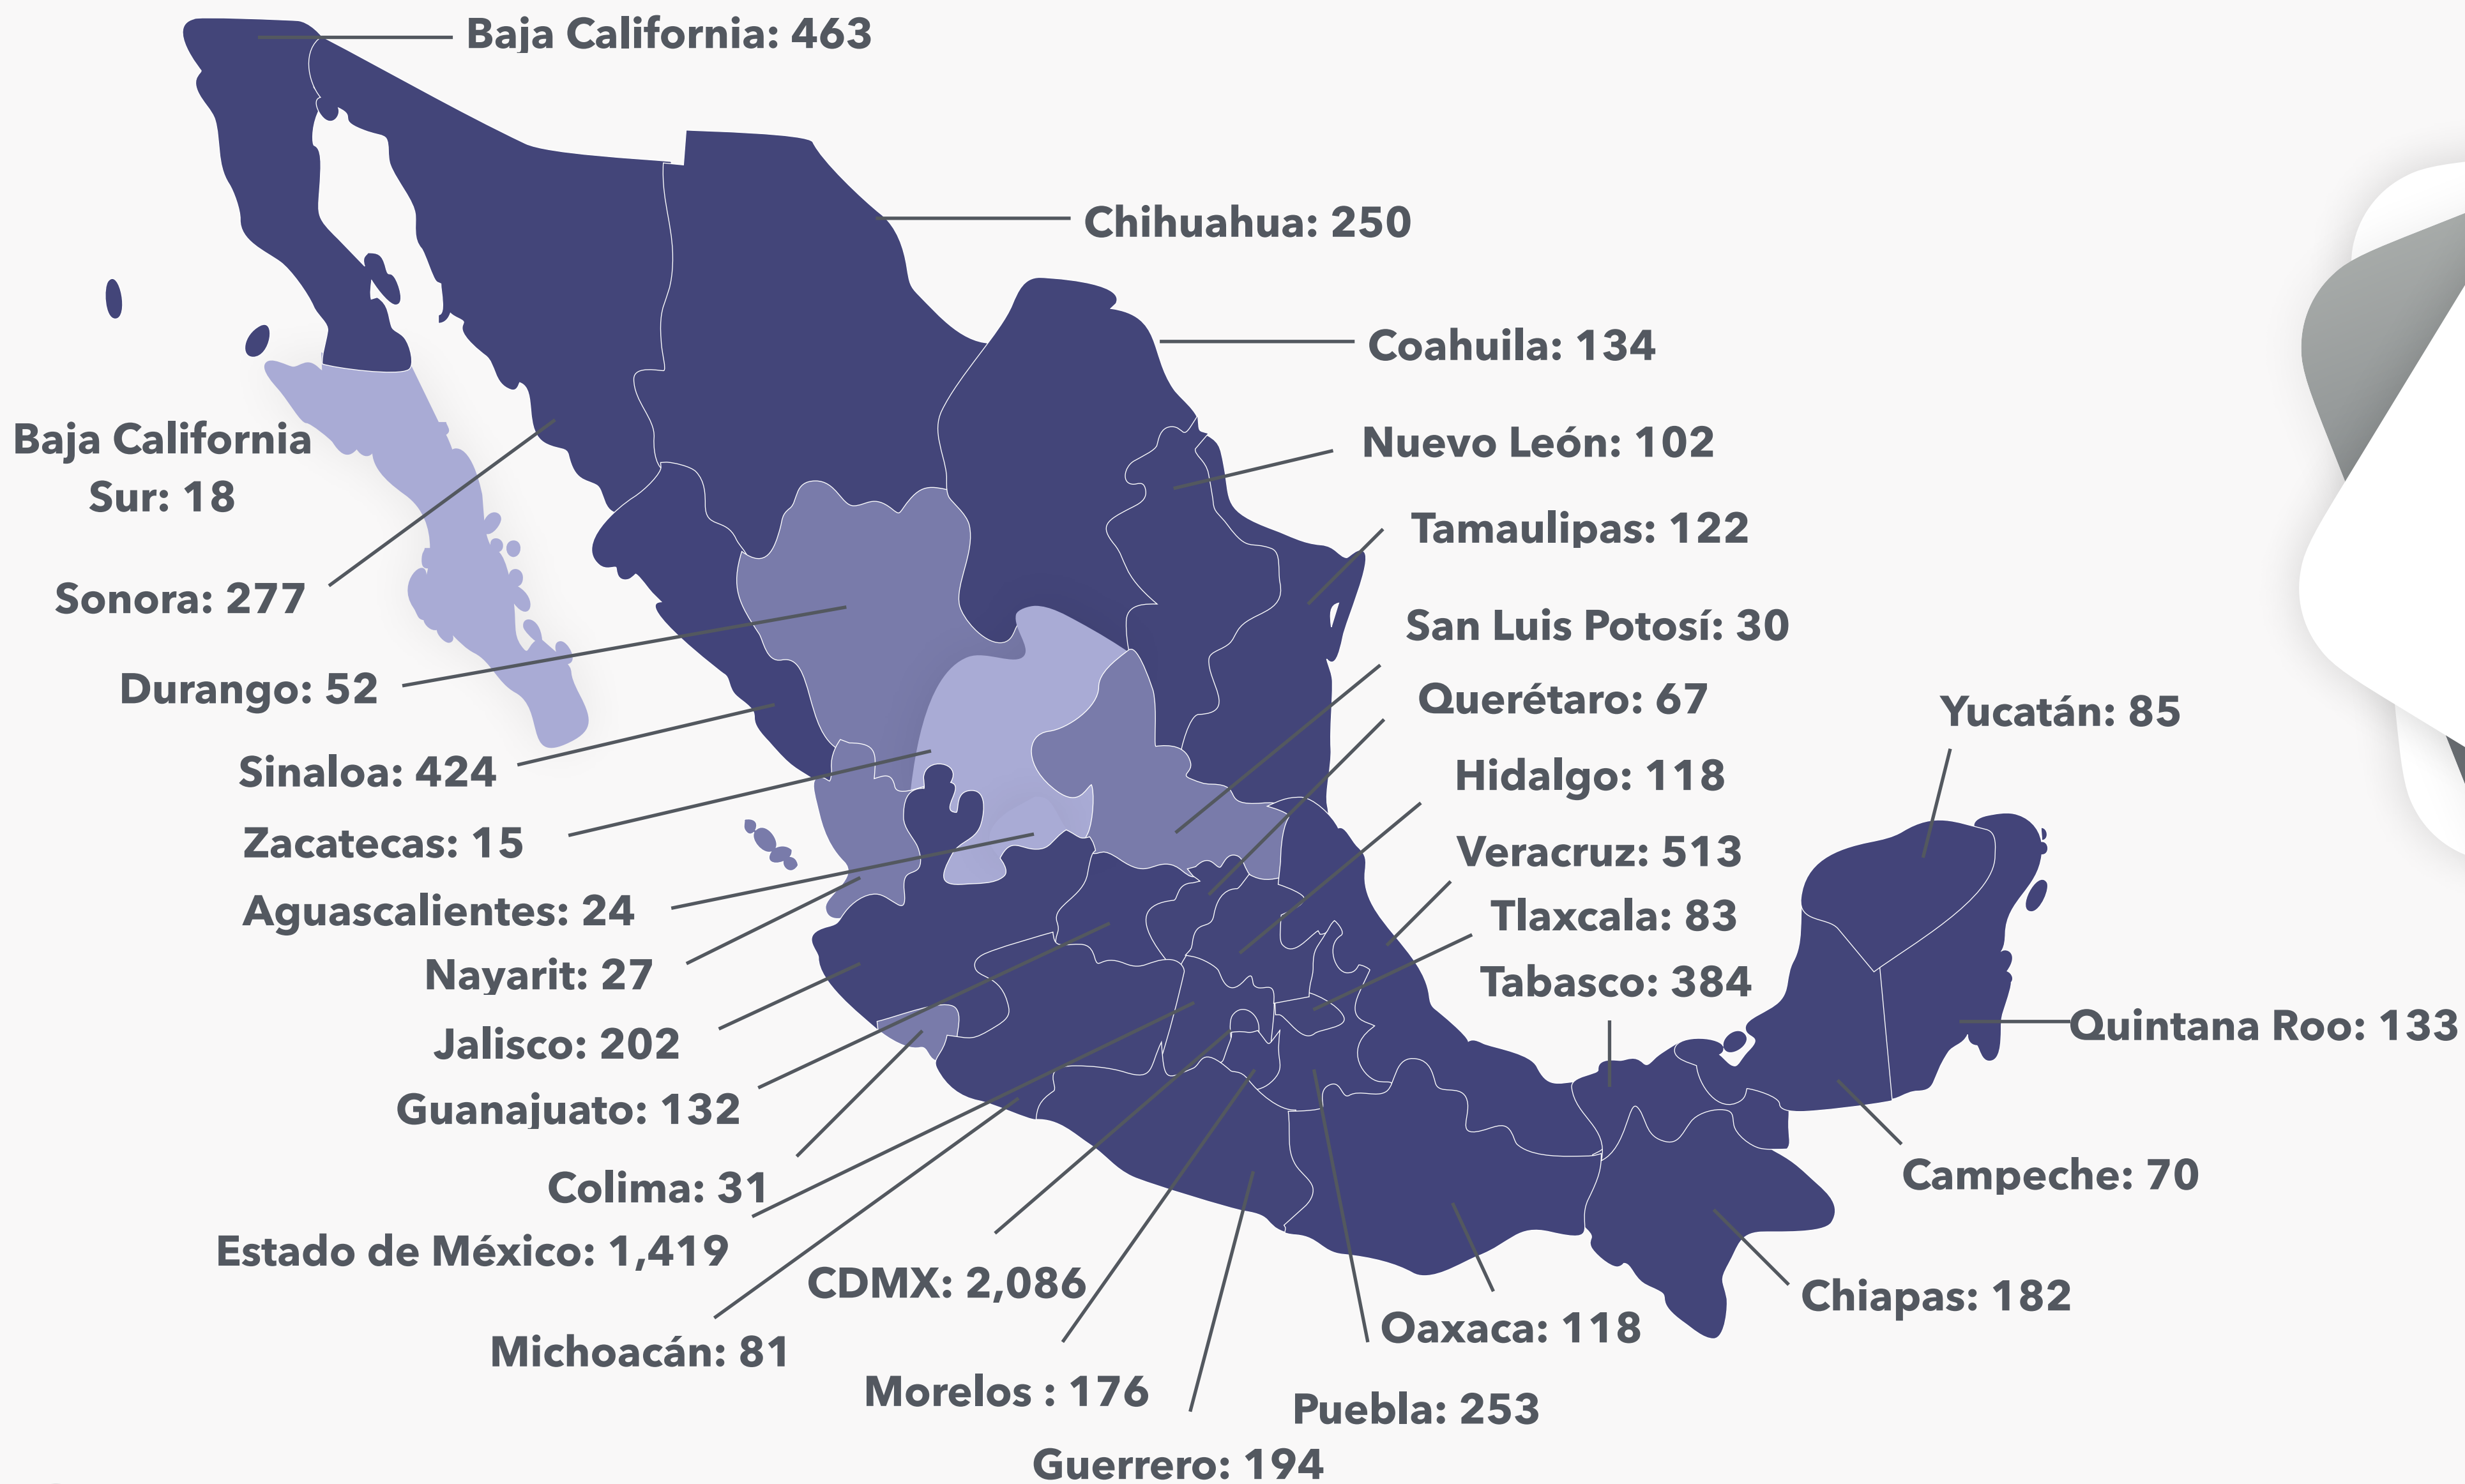 Baja California: 463
Chihuahua: 250
Coahuila: 134
Baja California
Sur: 18
Nuevo León: 102
Tamaulipas: 122
Sonora: 277
San Luis Potosí: 30
Durango: 52
Querétaro: 67
Yucatán: 85
Sinaloa: 424
Hidalgo: 118
Zacatecas: 15
Veracruz: 513
Aguascalientes: 24
Tlaxcala: 83
Nayarit: 27
Tabasco: 384
Quintana Roo: 133
Jalisco: 202
Guanajuato: 132
Campeche: 70
Colima: 31
Estado de México: 1,419
CDMX: 2,086
Chiapas: 182
Oaxaca: 118
Michoacán: 81
Morelos : 176
Puebla: 253
Guerrero: 194